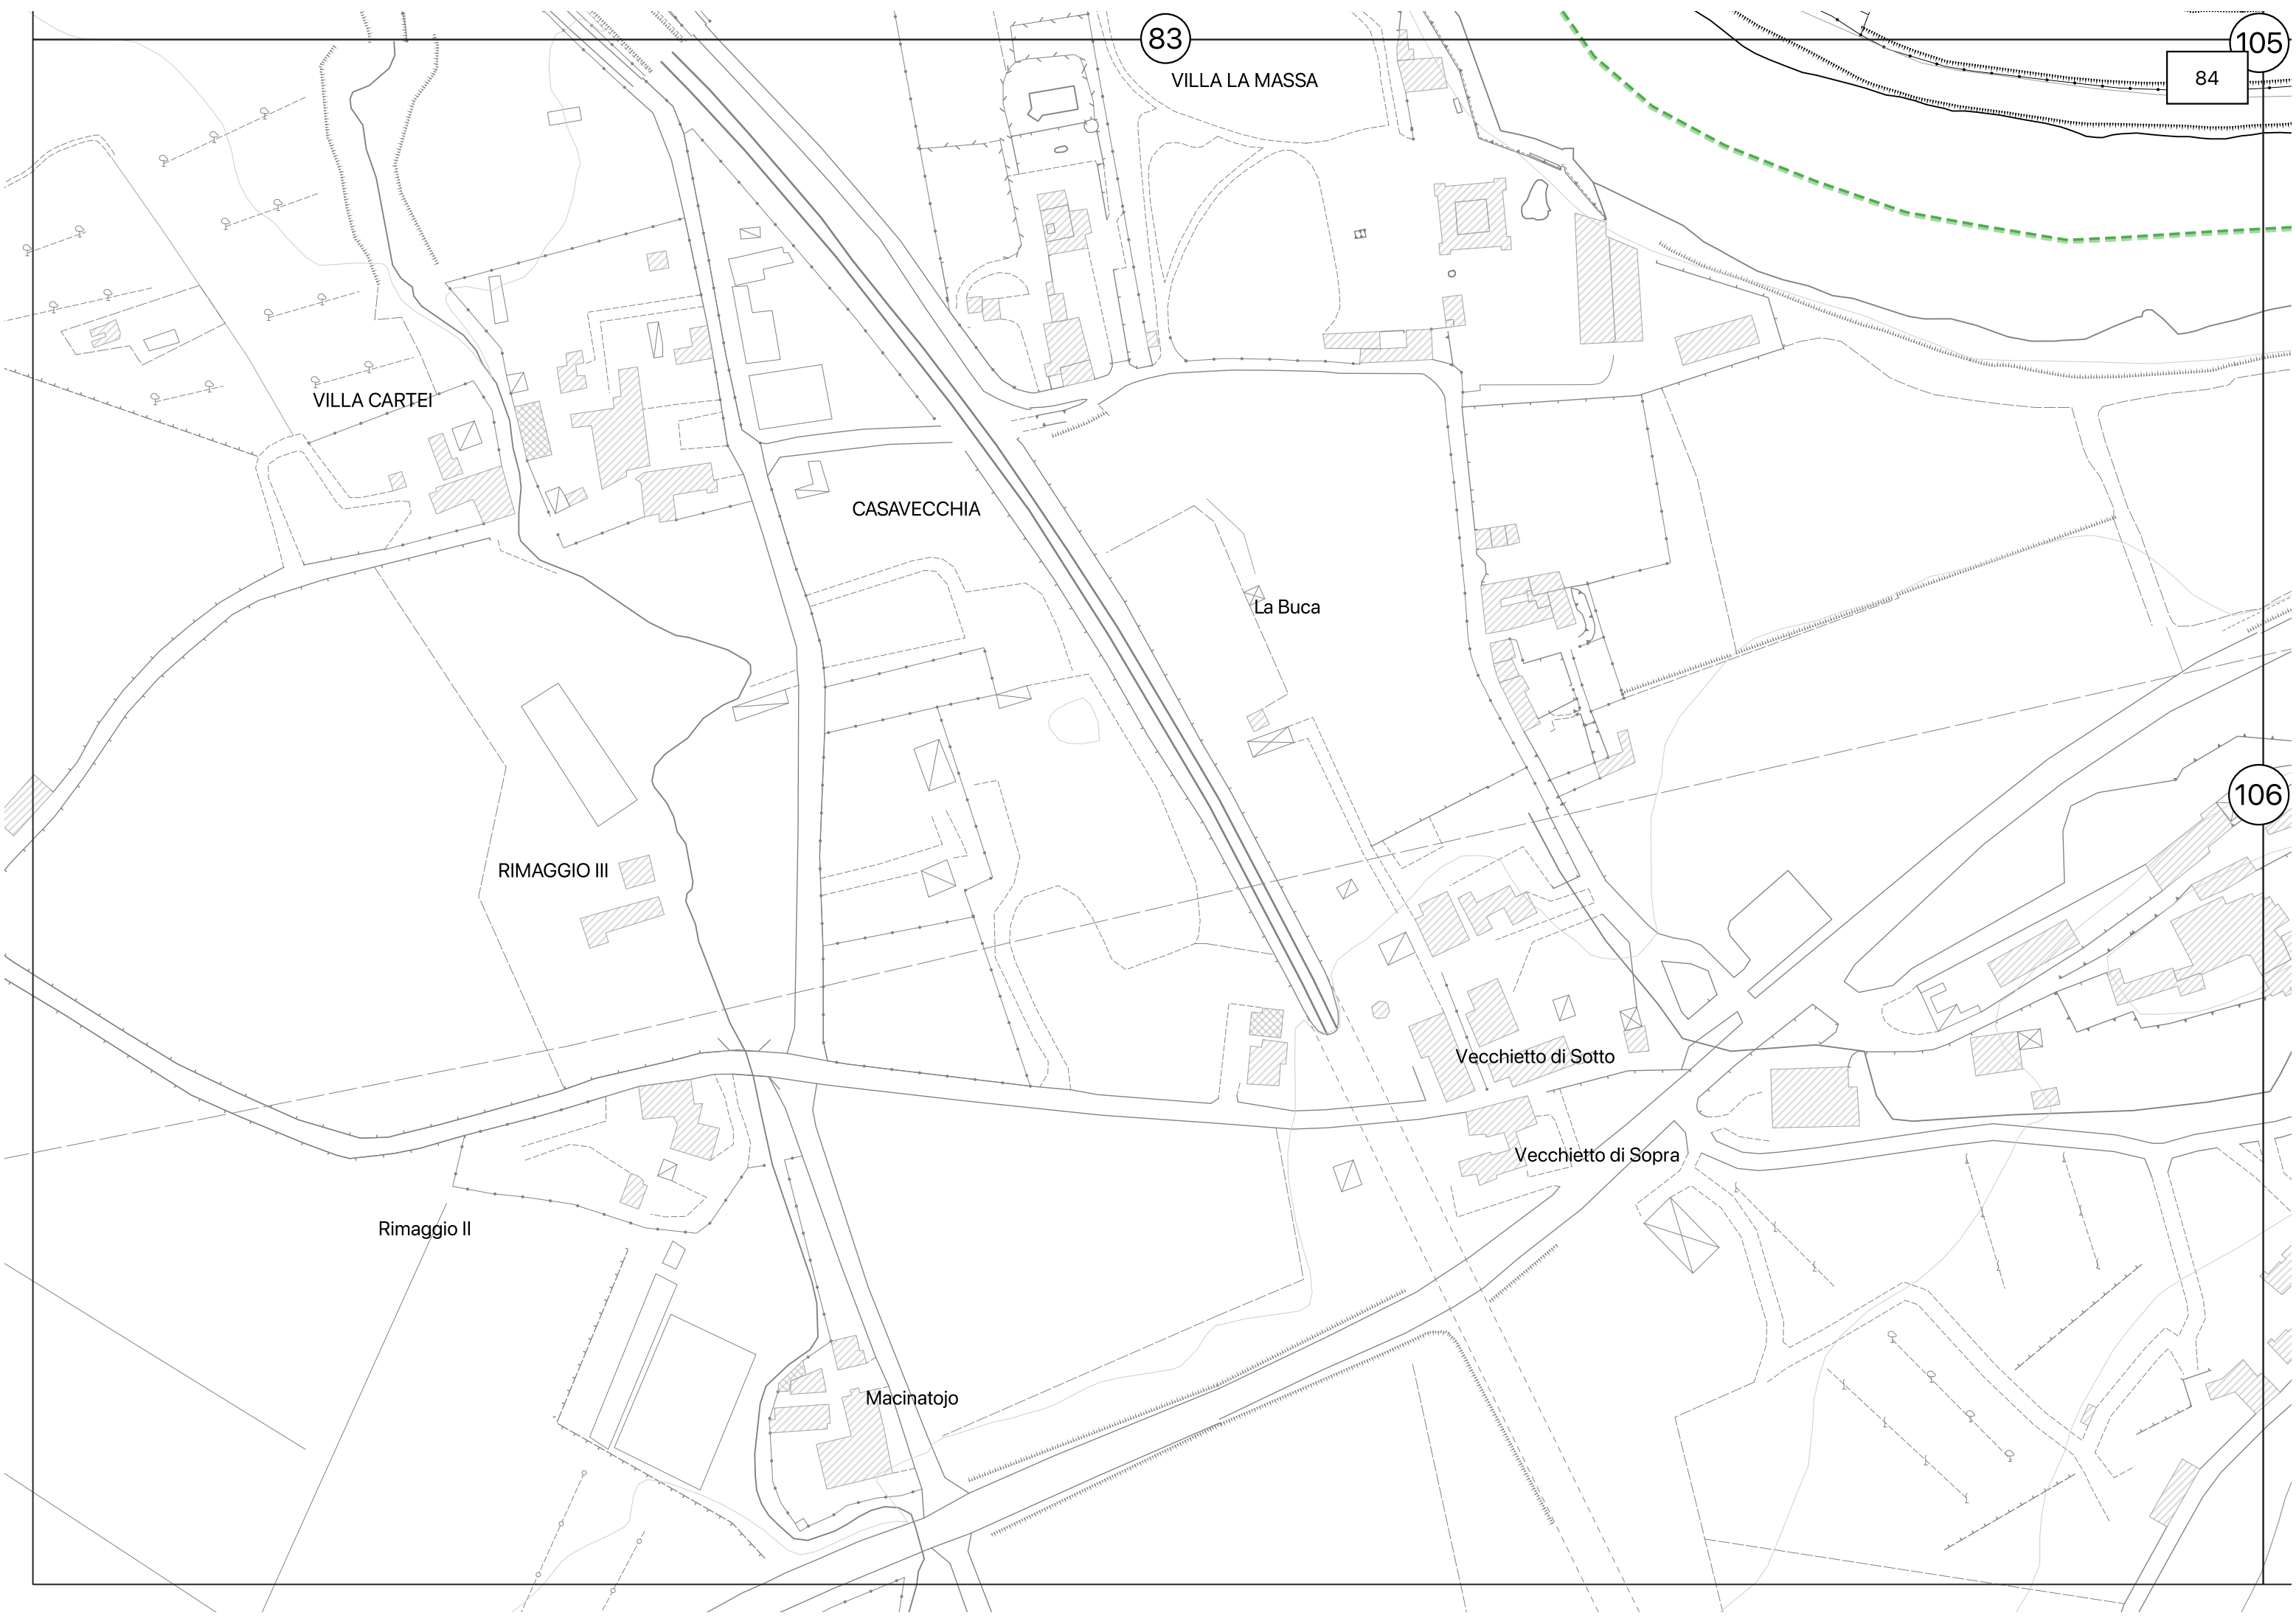 83
105
84
VILLA LA MASSA
VILLA CARTEI
CASAVECCHIA
La Buca
106
RIMAGGIO III
Vecchietto di Sotto
Vecchietto di Sopra
Rimaggio II
Macinatojo